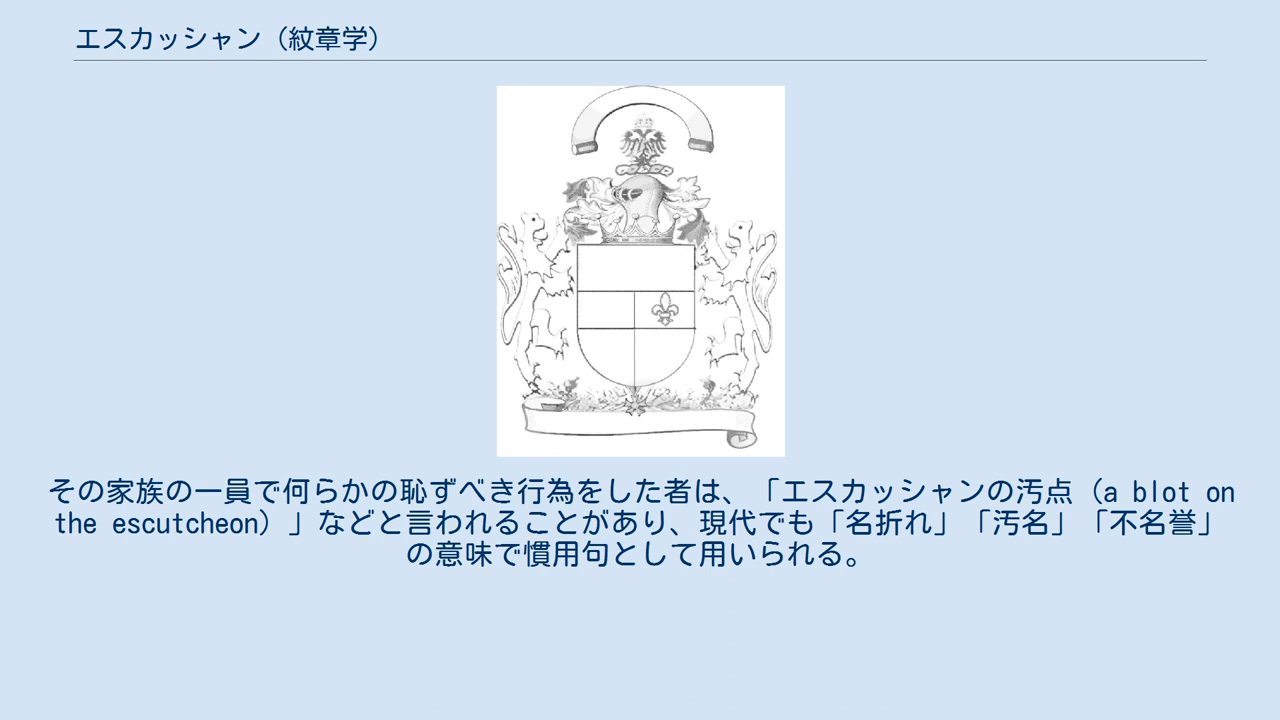 エスカッシャン（紋章学）
その家族の一員で何らかの恥ずべき行為をした者は、「エスカッシャンの汚点（a blot on
the escutcheon）」などと言われることがあり、現代でも「名折れ」「汚名」「不名誉」
の意味で慣用句として用いられる。